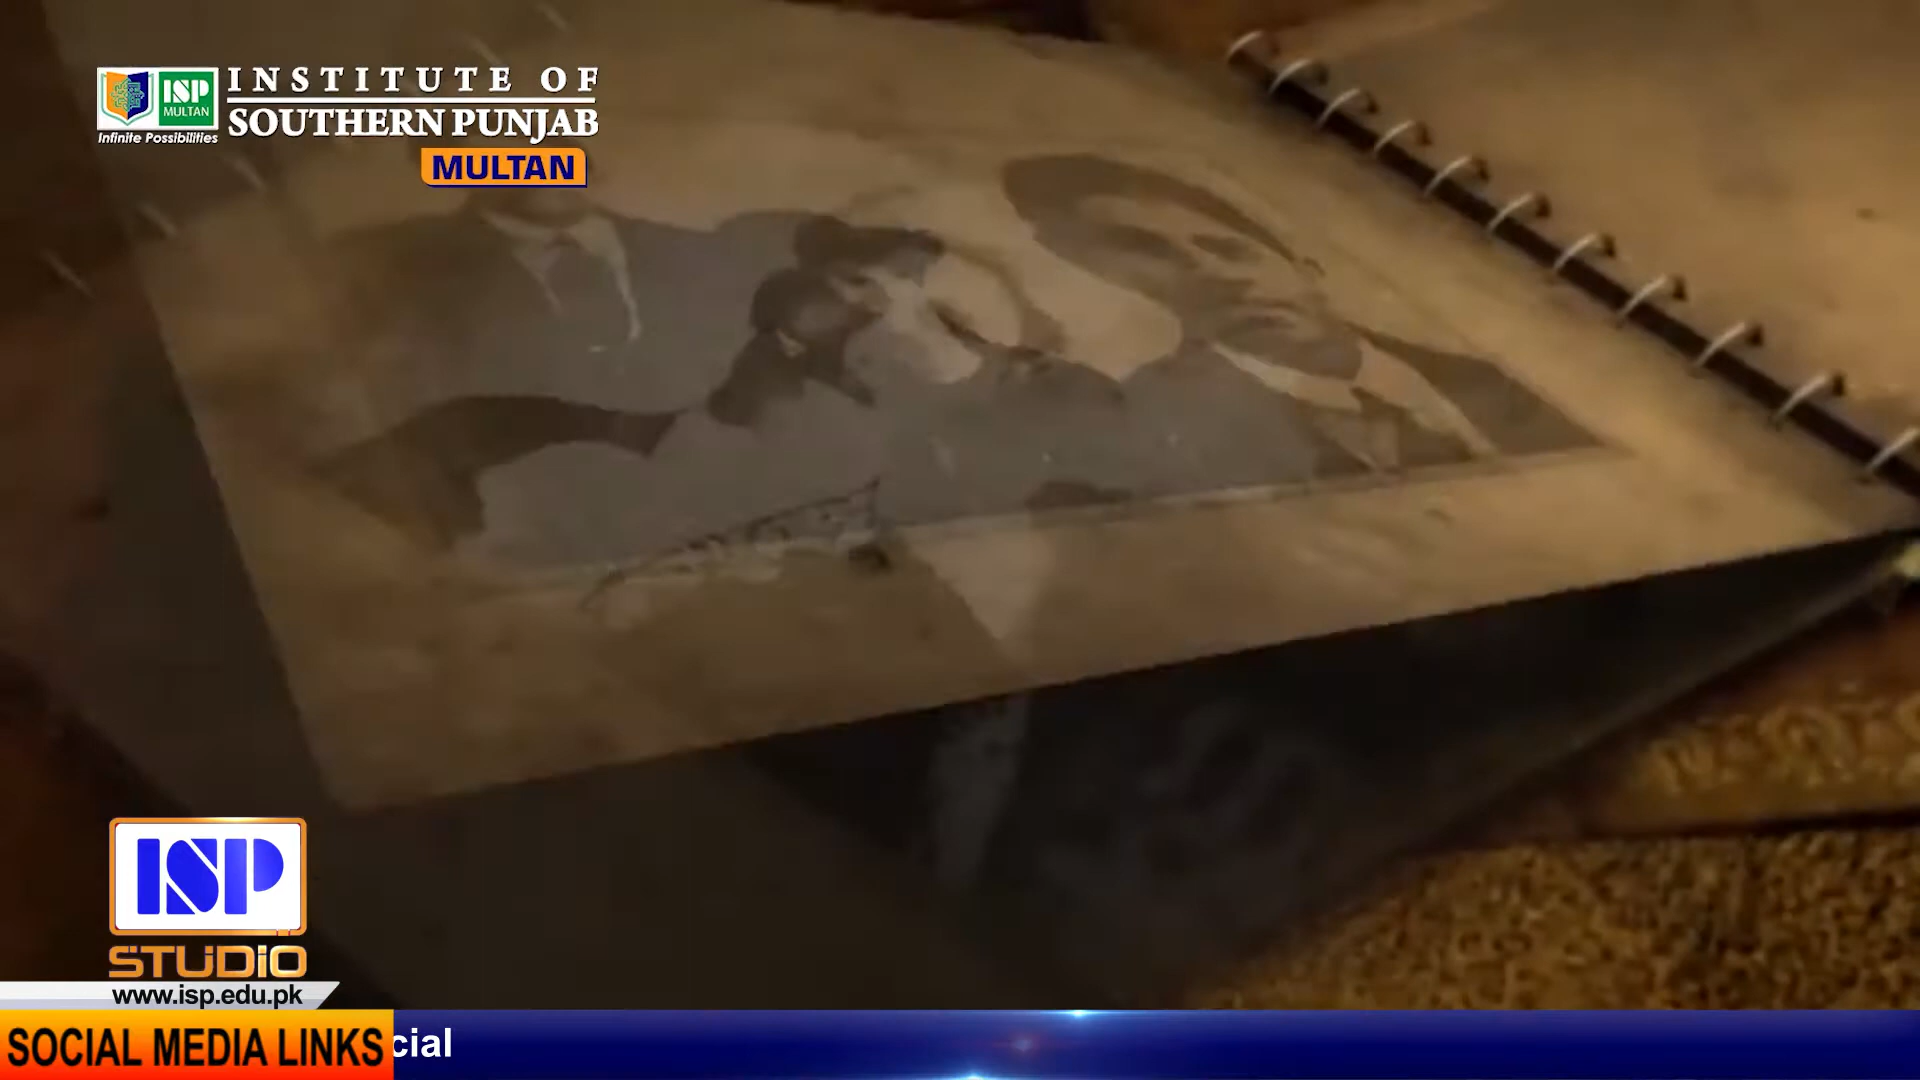 ISP
MULTAN
Infinite Possibilities
INSTITUTE OF
SOUTHERN PUNJAB
MULTAN
ISP
STUDIO
www.isp.edu.pk
SOCIAL MEDIA LINKS
cial